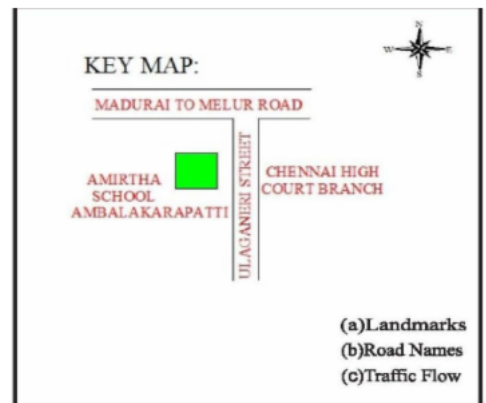 N
W E
S
KEY MAP:
MADURAI TO MELUR ROAD
ULAGANERI STREET
AMIRTHA
SCHOOL
AMBALAKARAPATTI
CHENNAI HIGH
COURT BRANCH
(a)Landmarks
(b)Road Names
(c)Traffic Flow